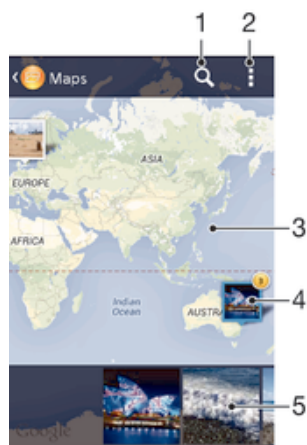 1 2
Maps
ASIA
EUROPE
3
AFRICA
4
AUSTRA
Indian
Ocean
5
Google